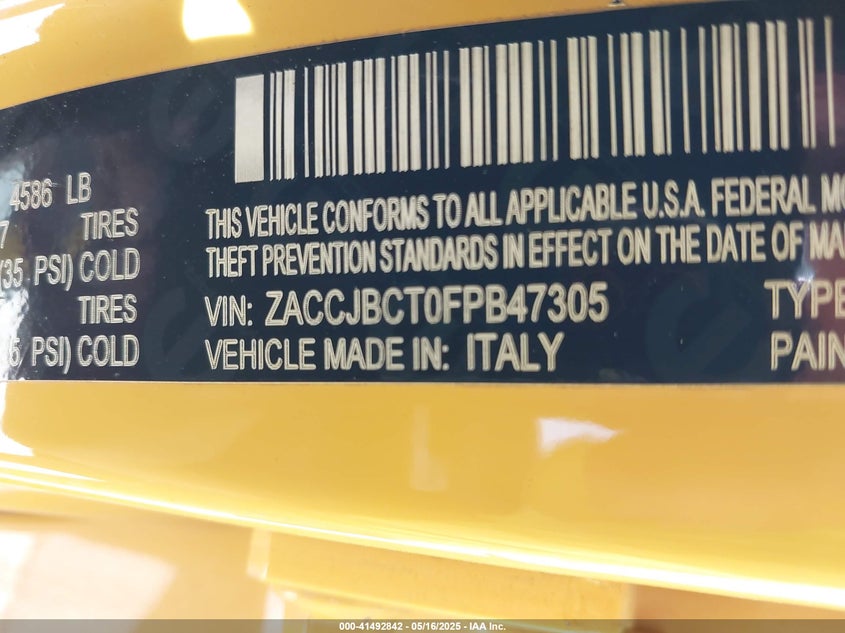 4586 LB
7 TIRES
(35 PSI) COLD
TIRES
PSI) COLD
THIS VEHICLE CONFORMS TO ALL APPLICABLE U.S.A. FEDERAL
THEFT PREVENTION STANDARDS IN EFFECT ON THE DATE OF
VIN: ZACCJBCT0FPB47305 TYPE
VEHICLE MADE IN: ITALY
000-41492842 - 05/16/2025 - IAA Inc.